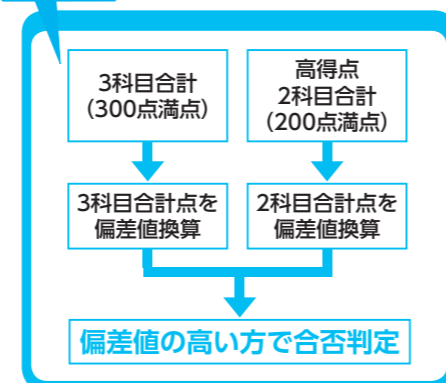 3科目合計
(300点満点)
高得点
2科目合計
(200点満点)
3科目合計点を
偏差値換算
2科目合計点を
偏差値換算
偏差値の高い方で合否判定